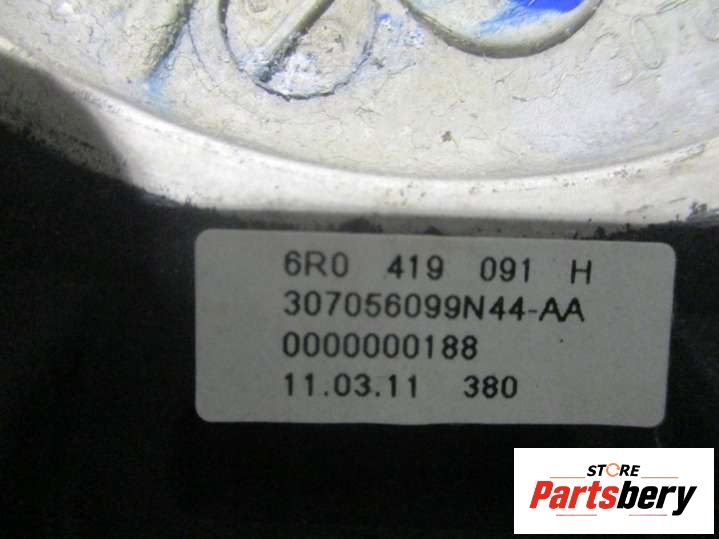 6R0 419 091 H
307056099N44-AA
0000000188
11.03.11 380
STORE
Partsbery